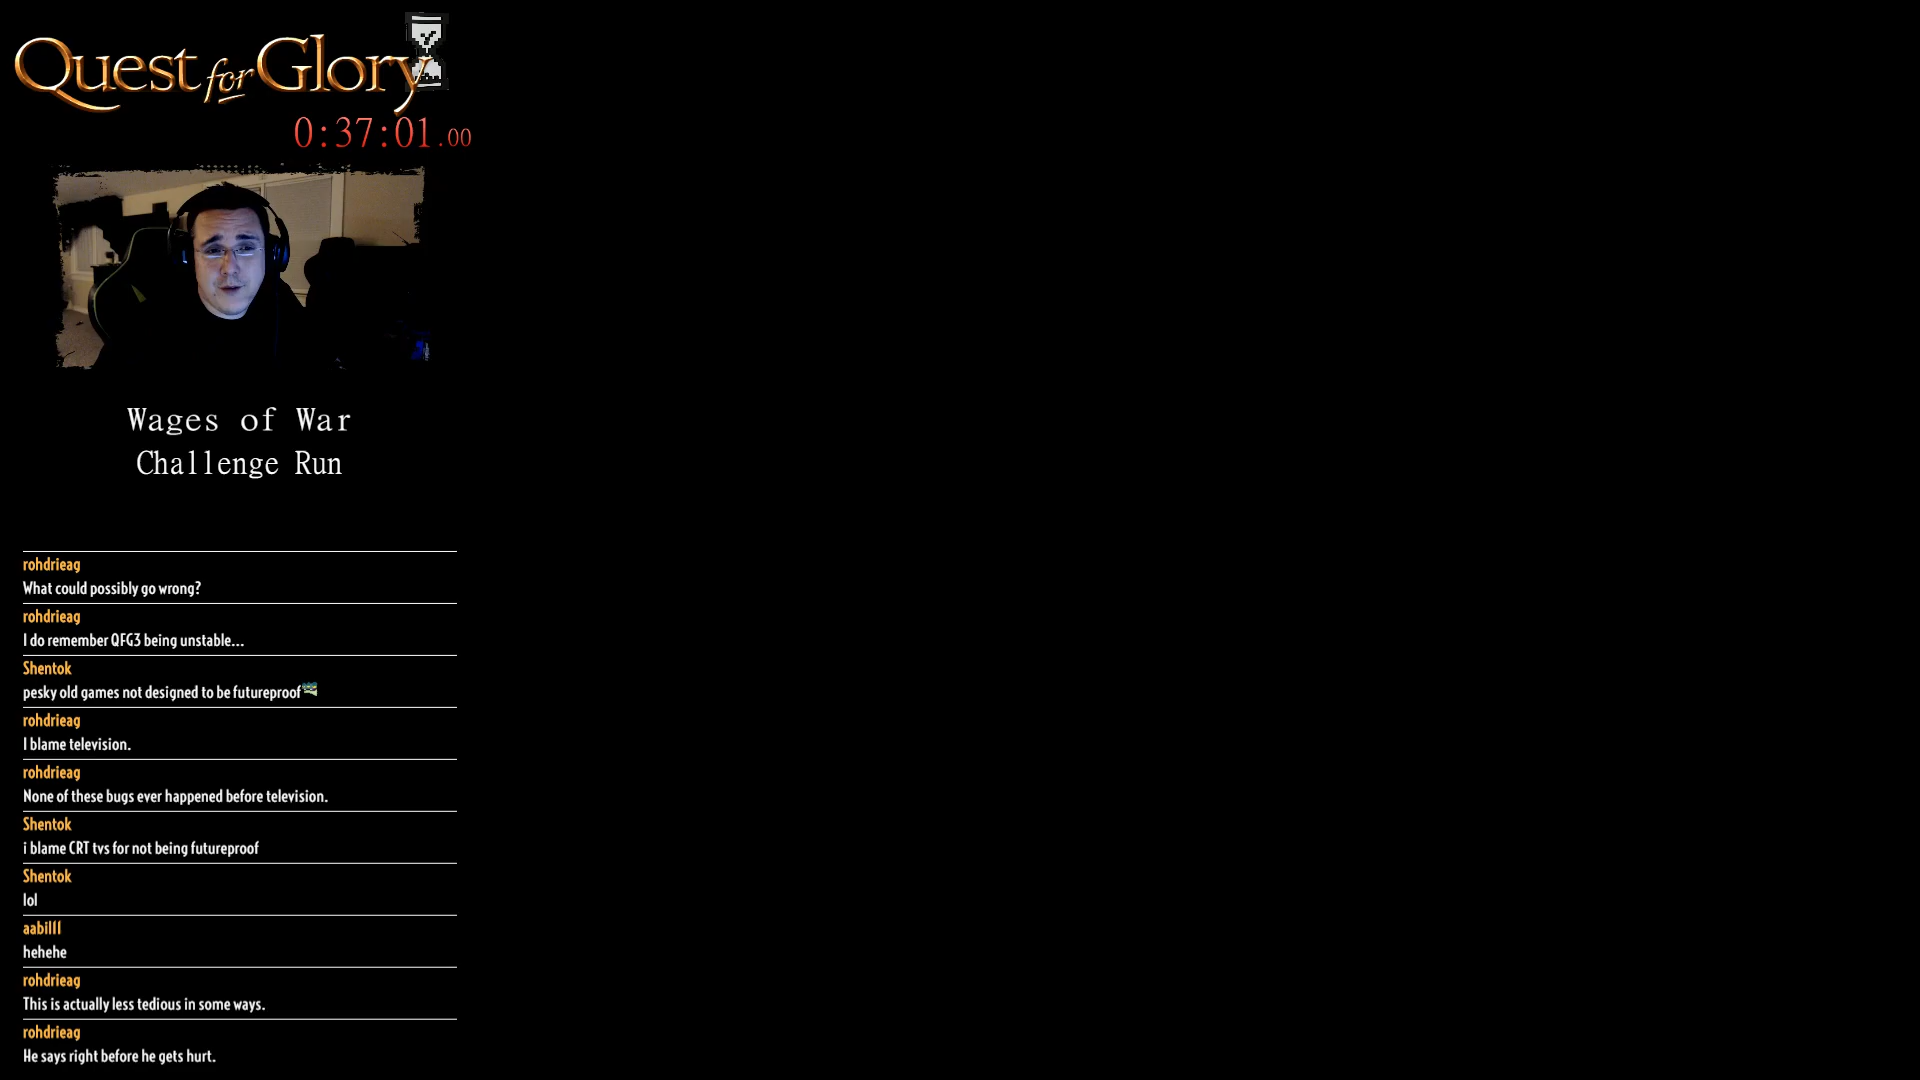 Quest for Glory
0:37:01.00
Wages of War
Challenge Run
rohdrieag
What could possibly go wrong?
rohdrieag
I do remember QFG3 being unstable...
Shentok
pesky old games not designed to be futureproof
rohdrieag
I blame television.
rohdrieag
None of these bugs ever happened before television.
Shentok
i blame CRT tvs for not being futureproof
Shentok
lol
aabilll
hehehe
rohdrieag
This is actually less tedious in some ways.
rohdrieag
He says right before he gets hurt.